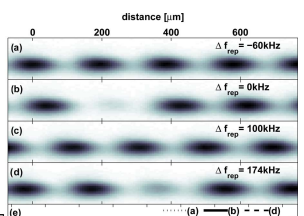 distance [μm]
0 200 400 600
(a) Δ f_rep = −60kHz
(b) Δ f_rep = 0kHz
(c) Δ f_rep = 100kHz
(d) Δ f_rep = 174kHz
(e) (a) (b) (d)